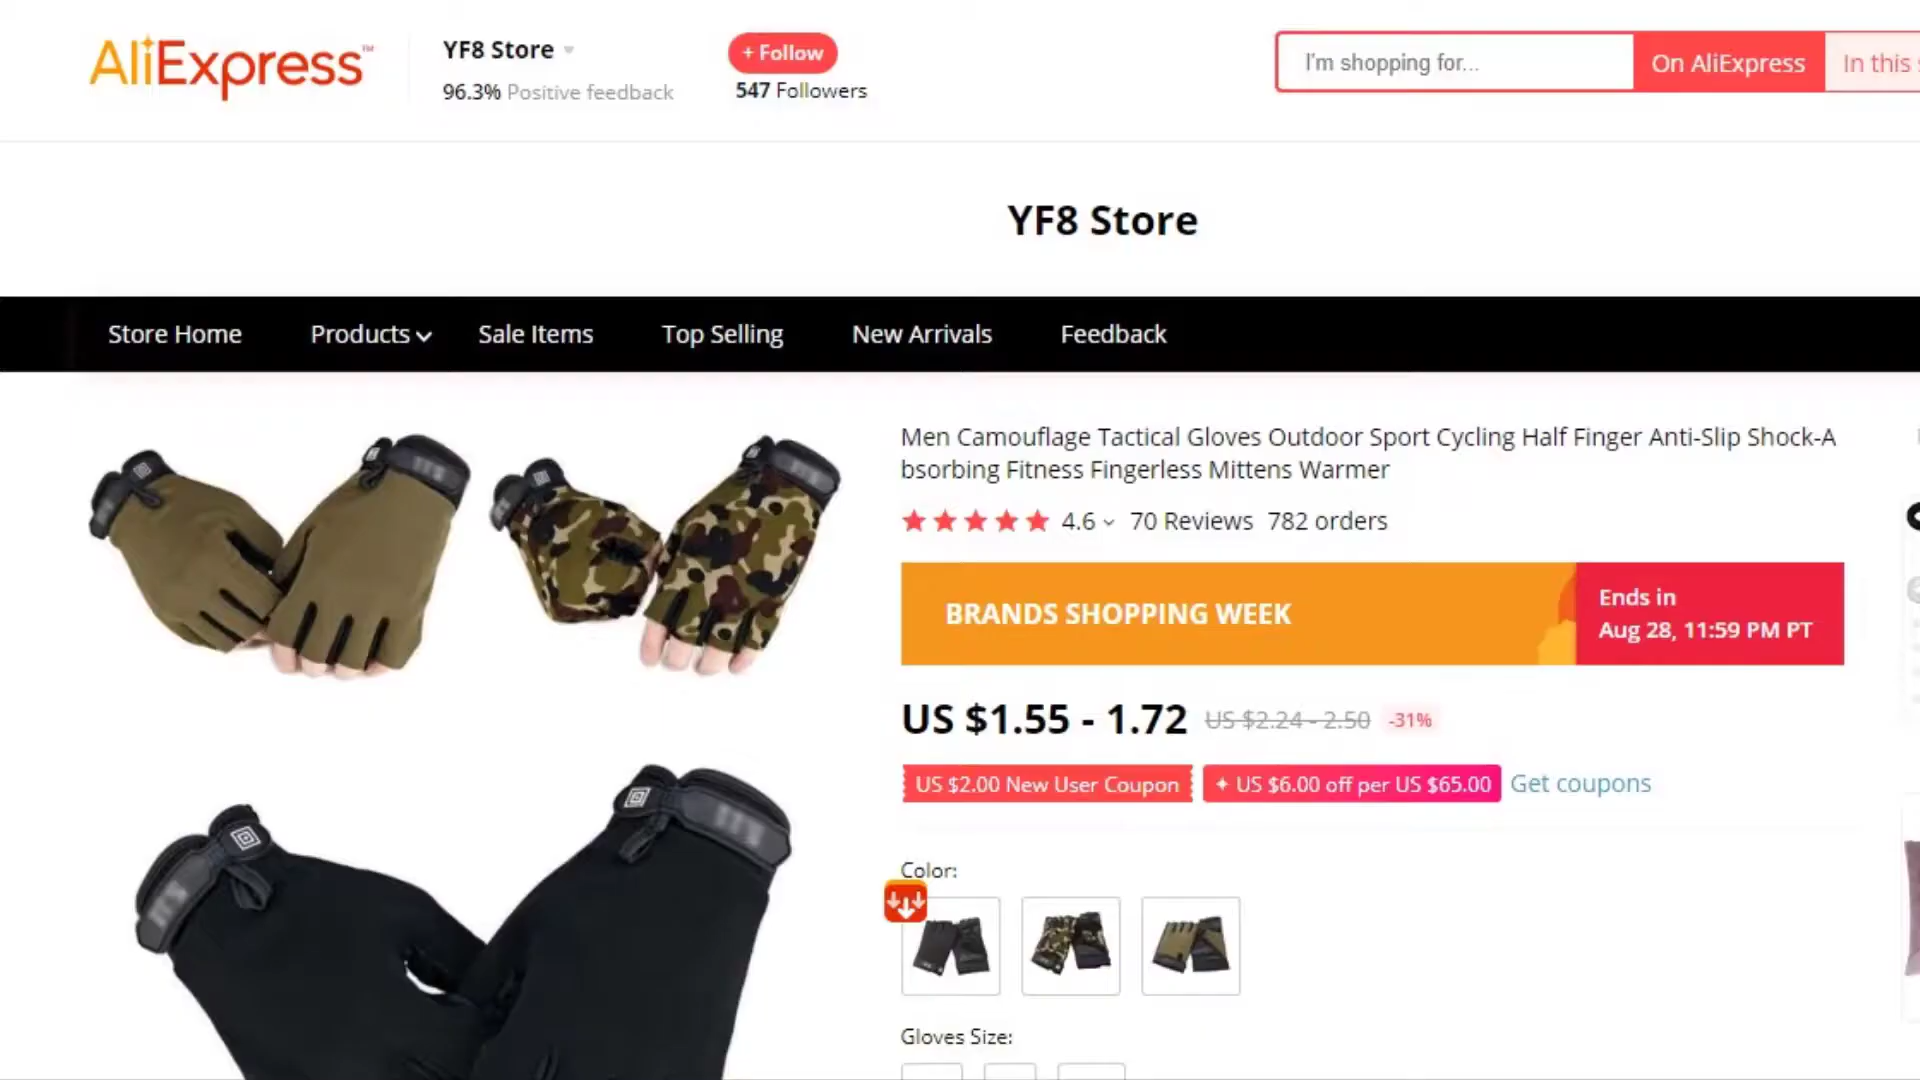 AliExpress™
YF8 Store
96.3% Positive feedback
+ Follow
547 Followers
I'm shopping for...
On AliExpress
In this
YF8 Store
Store Home
Products
Sale Items
Top Selling
New Arrivals
Feedback
Men Camouflage Tactical Gloves Outdoor Sport Cycling Half Finger Anti-Slip Shock-A
bsorbing Fitness Fingerless Mittens Warmer
4.6
70 Reviews
782 orders
BRANDS SHOPPING WEEK
Ends in
Aug 28, 11:59 PM PT
US $1.55 - 1.72
US $2.24 - 2.50
-31%
US $2.00 New User Coupon
US $6.00 off per US $65.00
Get coupons
Color:
Gloves Size: